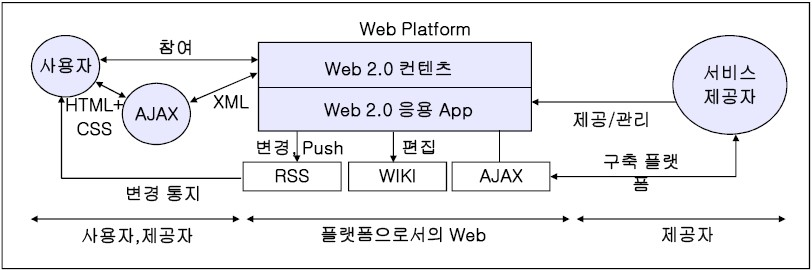 Web Platform
사용자
참여
Web 2.0 컨텐츠
서비스
제공자
HTML+
CSS
AJAX
XML
Web 2.0 응용 App
제공/관리
변경, Push
편집
RSS
WIKI
AJAX
구축 플랫
폼
변경 통지
사용자,제공자
플랫폼으로서의 Web
제공자